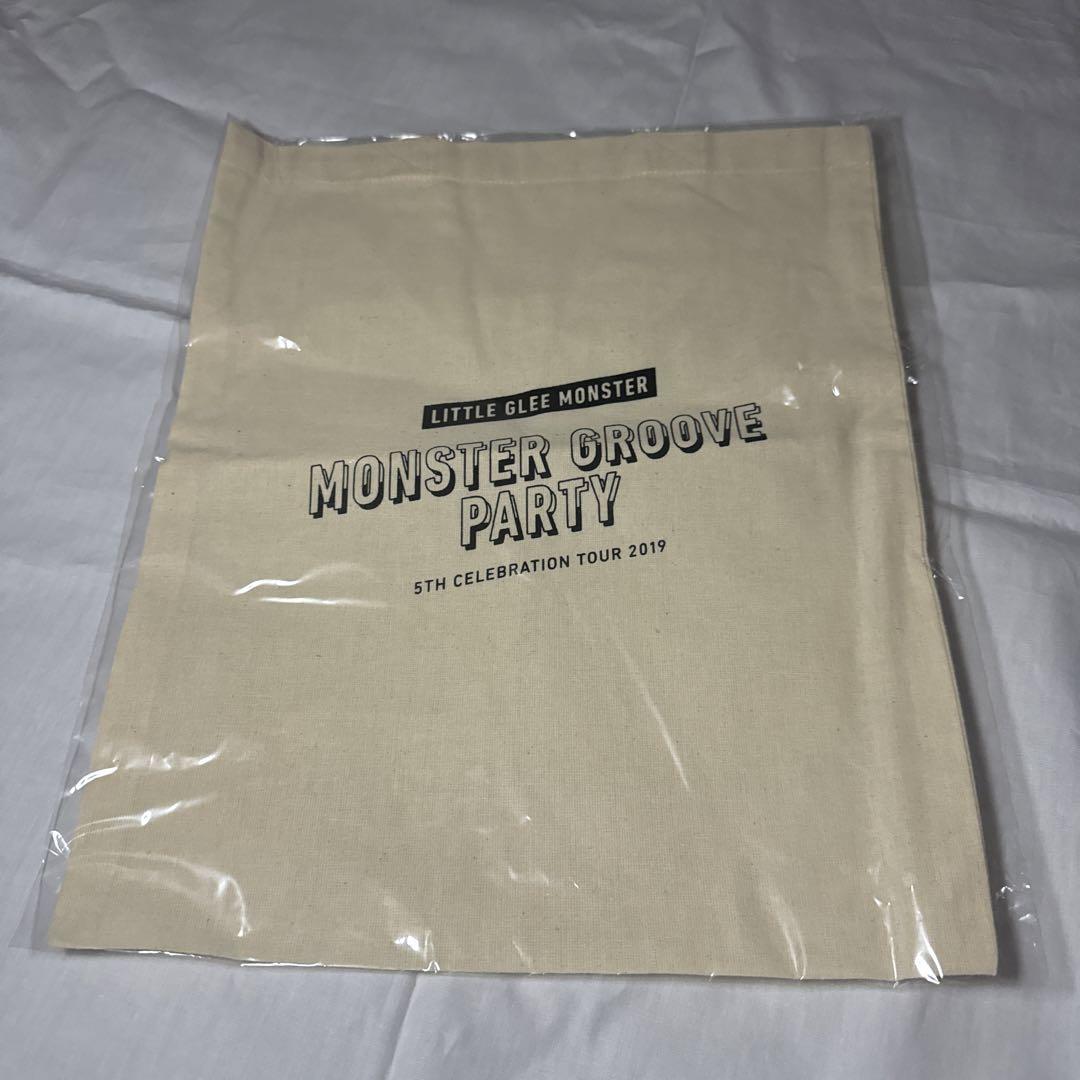 LITTLE GLEE MONSTER
MONSTER GROOVE
PARTY
5TH CELEBRATION TOUR 2019